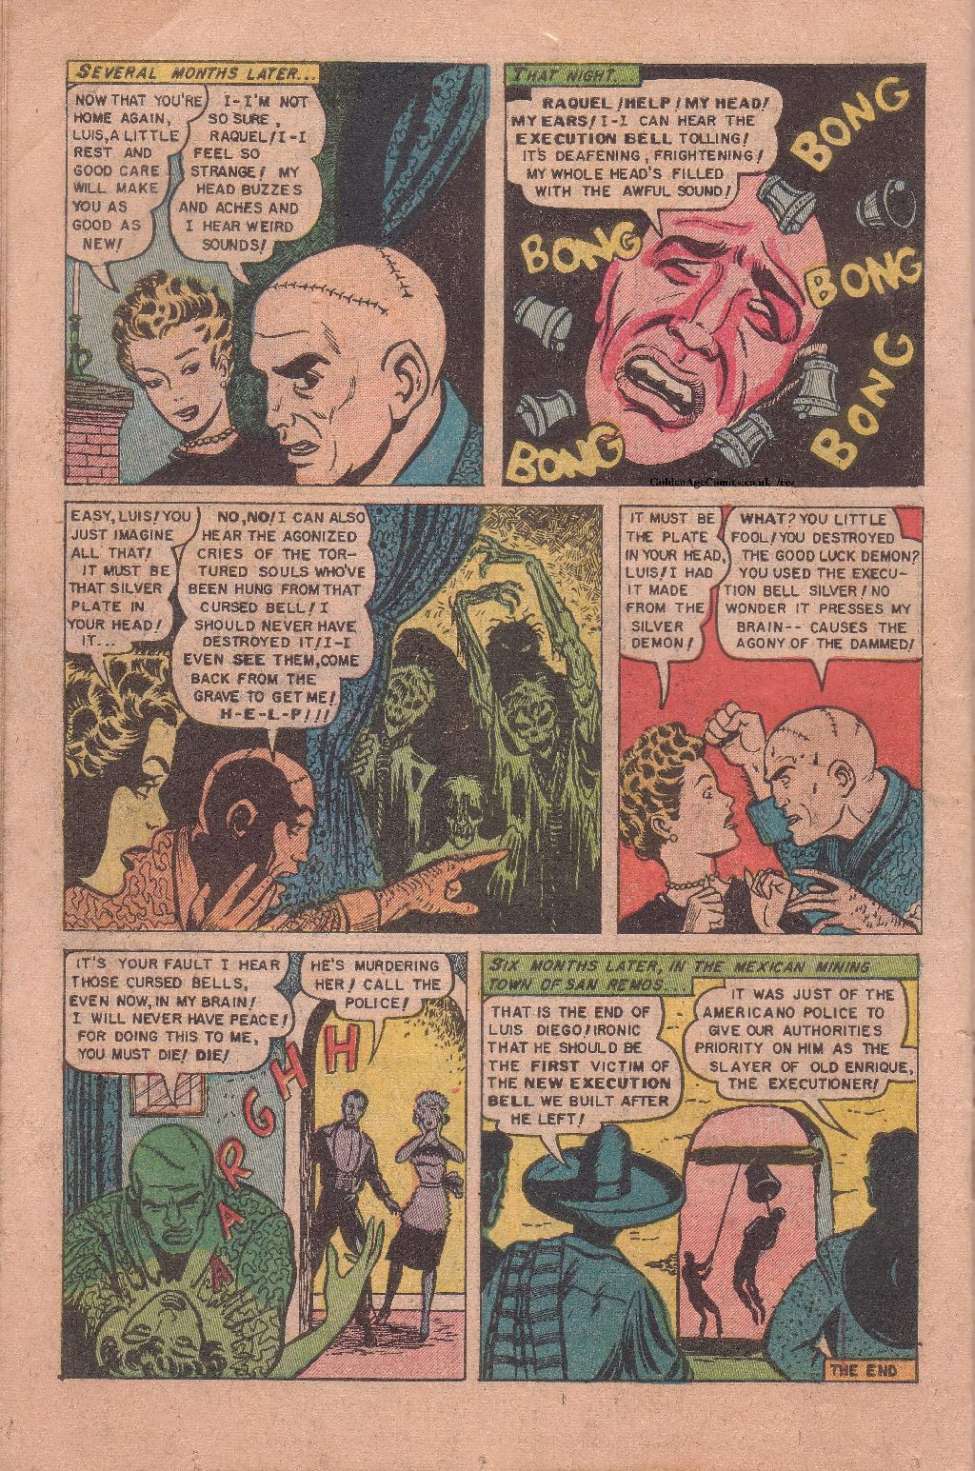 SEVERAL MONTHS LATER...
NOW THAT YOU'RE
HOME AGAIN,
LUIS, A LITTLE
REST AND
GOOD CARE
WILL MAKE
YOU AS
GOOD AS
NEW!
I-I'M NOT
SO SURE,
RAQUEL! I-I
FEEL SO
STRANGE! MY
HEAD BUZZES
AND ACHES AND
I HEAR WEIRD
SOUNDS!
THAT NIGHT.
RAQUEL! HELP! MY HEAD!
MY EARS! I-I CAN HEAR THE
EXECUTION BELL TOLLING!
IT'S DEAFENING, FRIGHTENING!
MY WHOLE HEAD'S FILLED
WITH THE AWFUL SOUND!
BONG
BONG
BONG
BONG
BONG
GoldenAgeComics.co.uk
EASY, LUIS! YOU
JUST IMAGINE
ALL THAT!
IT MUST BE
THAT SILVER
PLATE IN
YOUR HEAD!
IT...
NO, NO! I CAN ALSO
HEAR THE AGONIZED
CRIES OF THE TOR-
TURED SOULS WHO'VE
BEEN HUNG FROM THAT
CURSED BELL! I
SHOULD NEVER HAVE
DESTROYED IT! I-I
EVEN SEE THEM, COME
BACK FROM THE
GRAVE TO GET ME!
H-E-L-P!!!
IT MUST BE
THE PLATE
IN YOUR HEAD,
LUIS! I HAD
IT MADE
FROM THE
SILVER
DEMON!
WHAT? YOU LITTLE
FOOL! YOU DESTROYED
THE GOOD LUCK DEMON?
YOU USED THE EXECU-
TION BELL SILVER! NO
WONDER IT PRESSES MY
BRAIN-- CAUSES THE
AGONY OF THE DAMMED!
IT'S YOUR FAULT I HEAR
THOSE CURSED BELLS,
EVEN NOW, IN MY BRAIN!
I WILL NEVER HAVE PEACE!
FOR DOING THIS TO ME,
YOU MUST DIE! DIE!
AARAARGHHH
HE'S MURDERING
HER! CALL THE
POLICE!
SIX MONTHS LATER, IN THE MEXICAN MINING
TOWN OF SAN REMOS...
THAT IS THE END OF
LUIS DIEGO! IRONIC
THAT HE SHOULD BE
THE FIRST VICTIM OF
THE NEW EXECUTION
BELL WE BUILT AFTER
HE LEFT!
IT WAS JUST OF THE
AMERICANO POLICE TO
GIVE OUR AUTHORITIES
PRIORITY ON HIM AS THE
SLAYER OF OLD ENRIQUE,
THE EXECUTIONER!
THE END